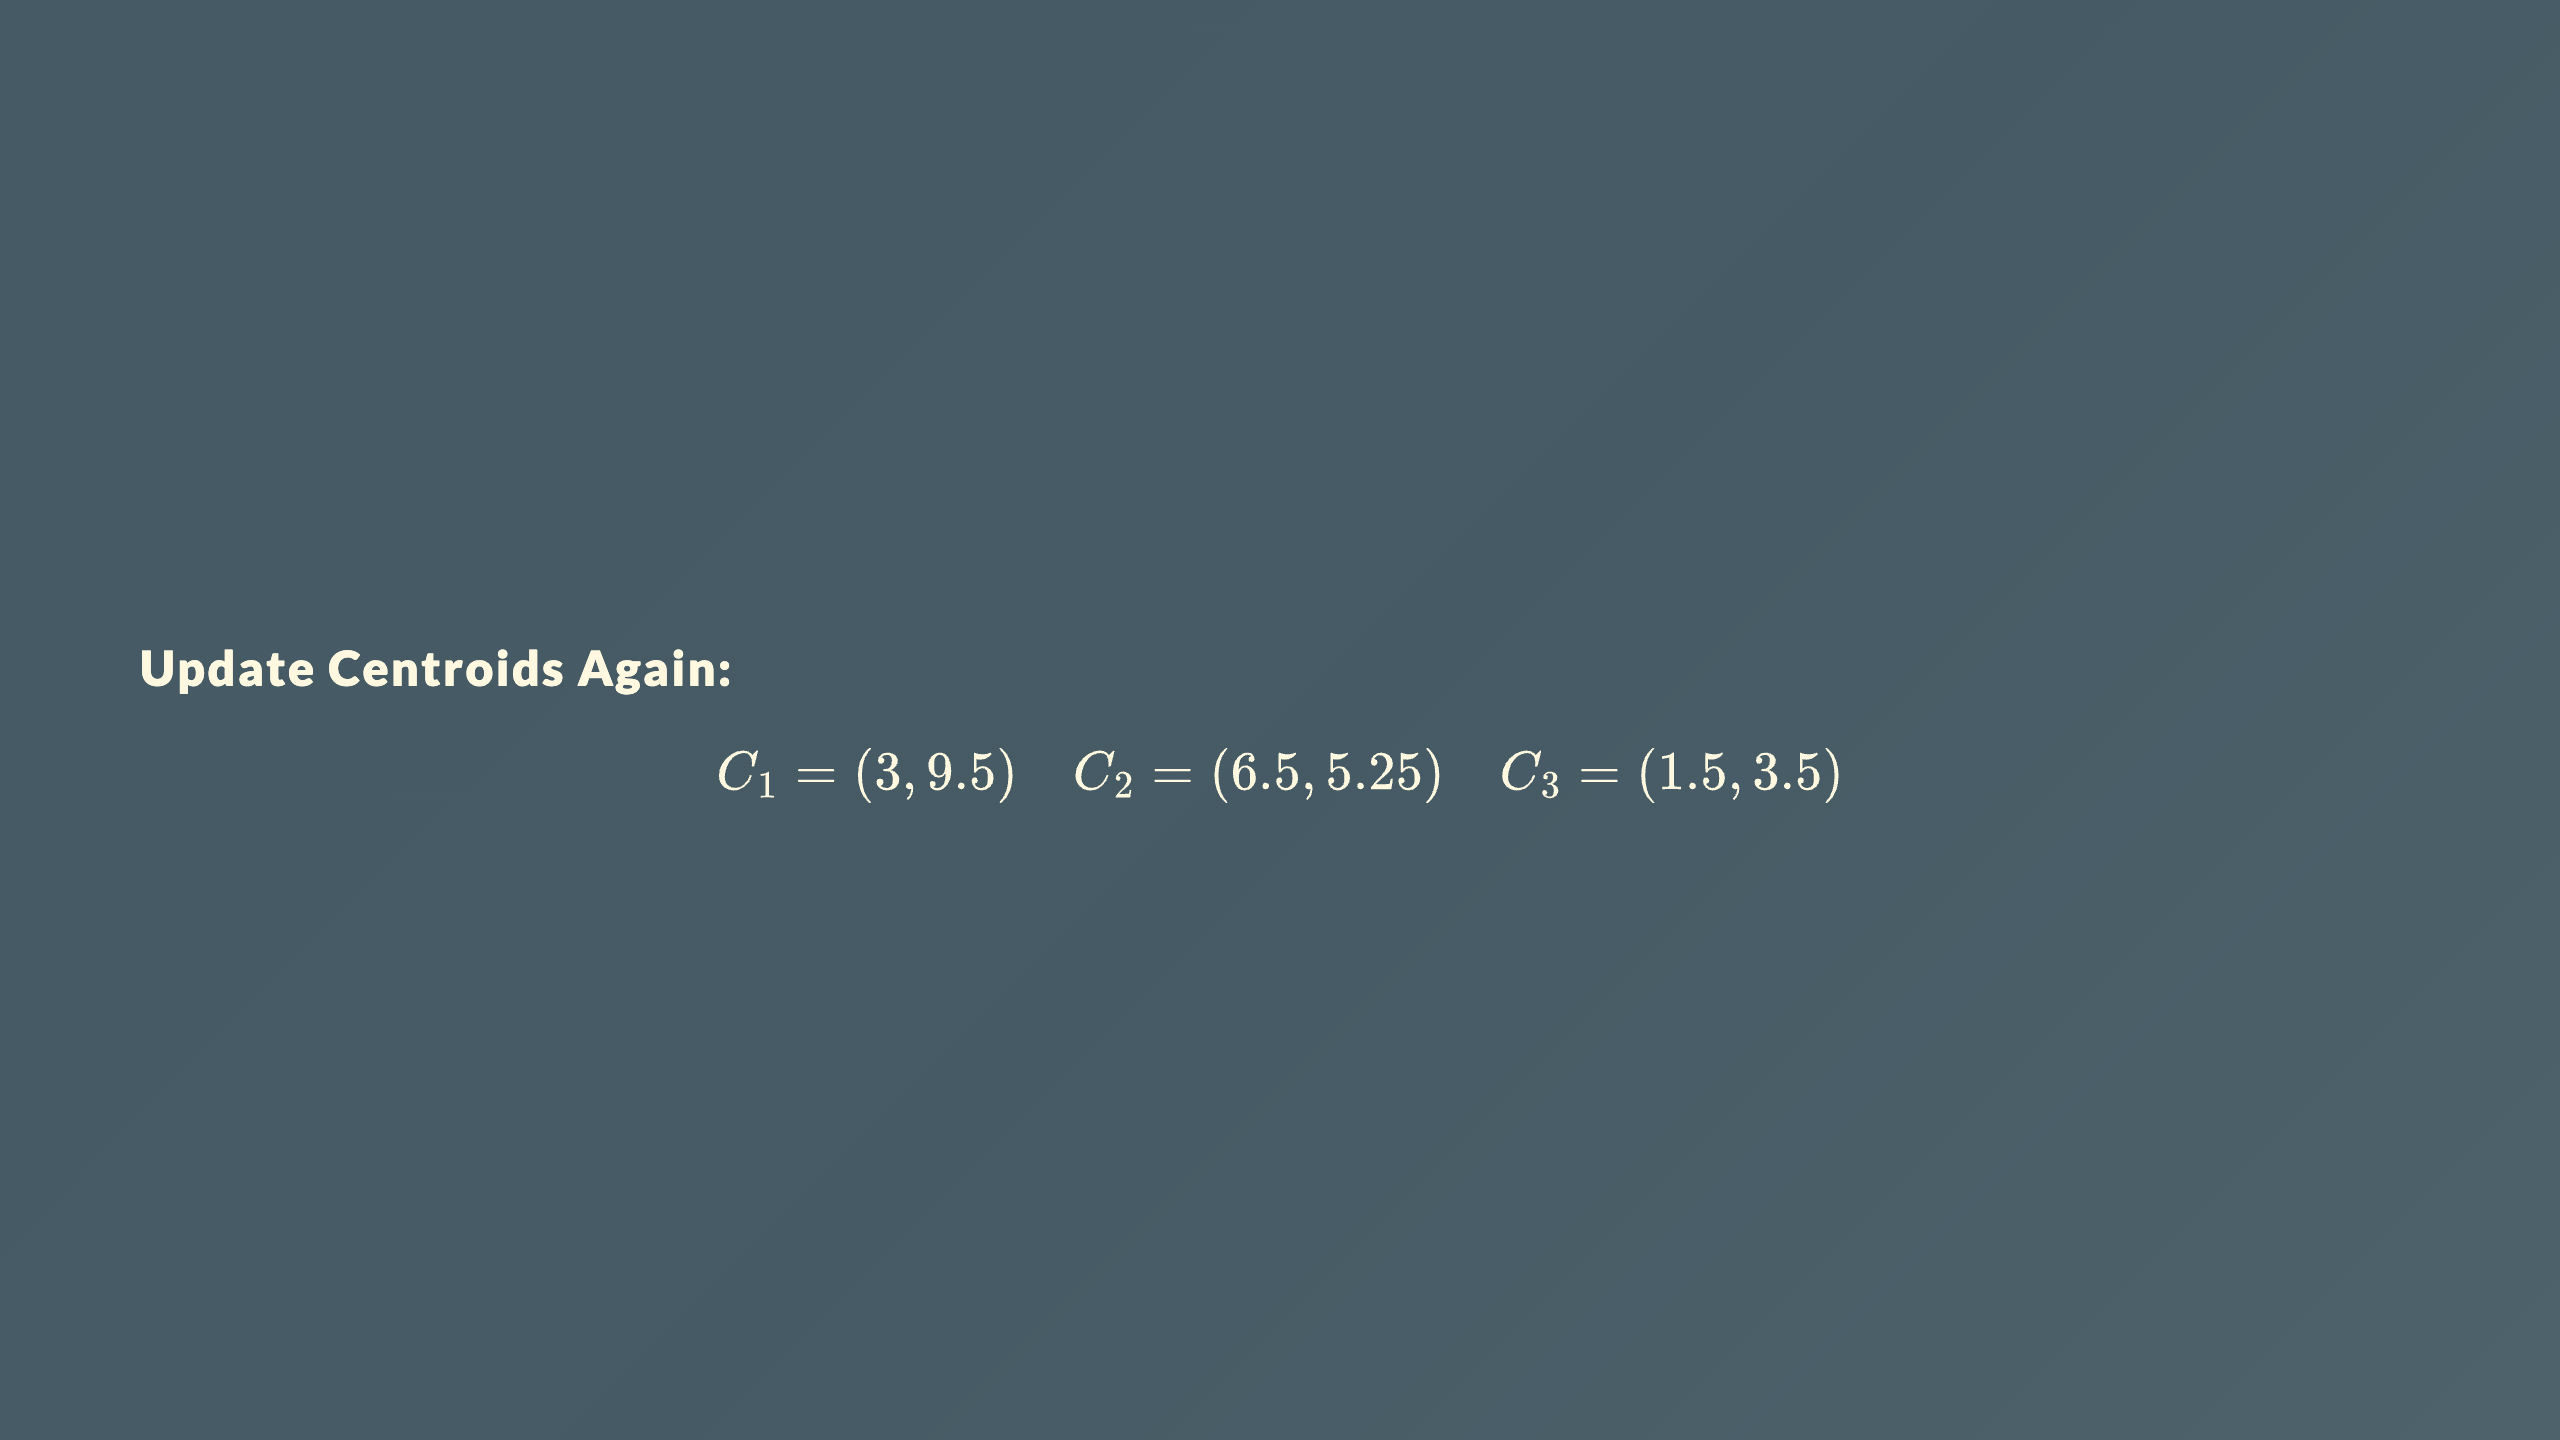 Update Centroids Again:
C₁ = (3, 9.5) C₂ = (6.5, 5.25) C₃ = (1.5, 3.5)